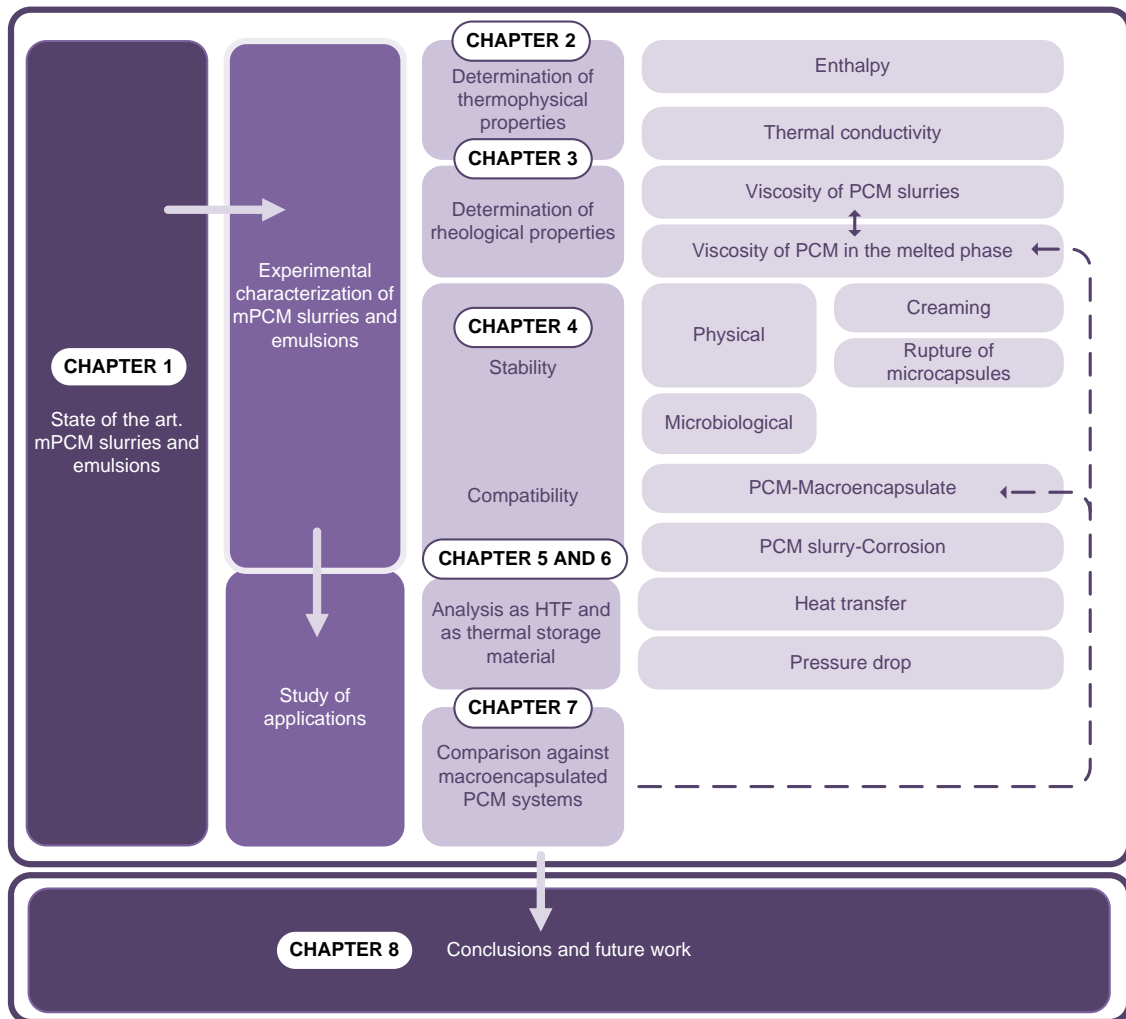 CHAPTER 1
State of the art.
mPCM slurries and
emulsions
Experimental
characterization of
mPCM slurries and
emulsions
Study of
applications
CHAPTER 2
Determination of
thermophysical
properties
Enthalpy
Thermal conductivity
CHAPTER 3
Determination of
rheological properties
Viscosity of PCM slurries
Viscosity of PCM in the melted phase
CHAPTER 4
Stability
Physical
Creaming
Rupture of
microcapsules
Microbiological
Compatibility
PCM-Macroencapsulate
PCM slurry-Corrosion
CHAPTER 5 AND 6
Analysis as HTF and
as thermal storage
material
Heat transfer
Pressure drop
CHAPTER 7
Comparison against
macroencapsulated
PCM systems
CHAPTER 8
Conclusions and future work